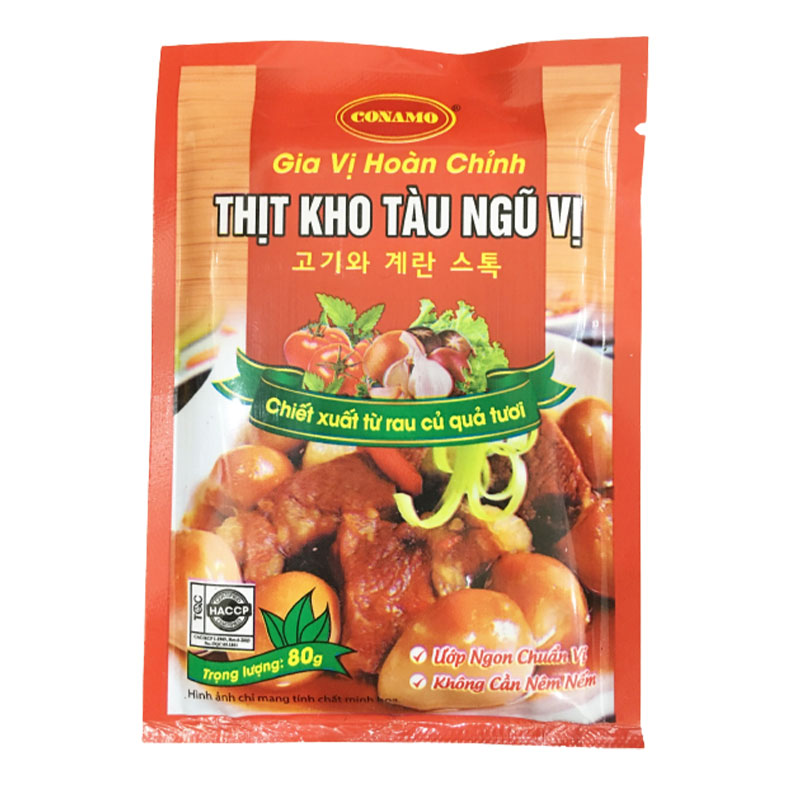 CONAMO®
Gia Vị Hoàn Chỉnh
THỊT KHO TÀU NGŨ VỊ
고기와 계란 스톡
Chiết xuất từ rau củ quả tươi
TQC
HACCP
Trọng lượng: 80g
Ướp Ngon Chuẩn Vị
Không Cần Nêm Nếm
Hình ảnh chỉ mang tính chất minh họa